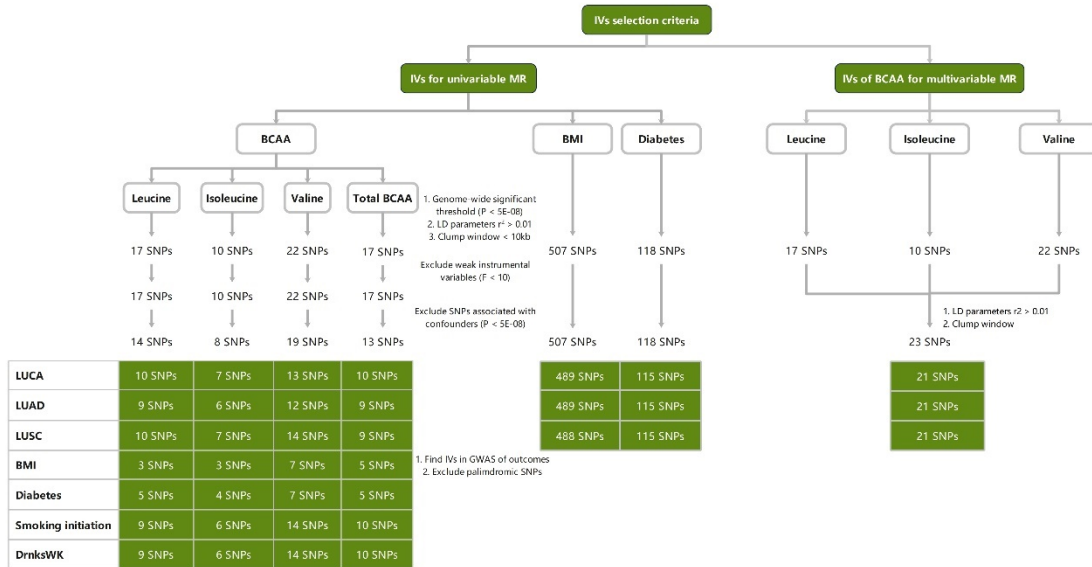 IVs selection criteria
IVs for univariable MR
IVs of BCAA for multivariable MR
BCAA
BMI
Diabetes
Leucine
Isoleucine
Valine
Leucine
Isoleucine
Valine
Total BCAA
1. Genome-wide significant
threshold (P < 5E-08)
2. LD parameters r² > 0.01
3. Clump window < 10kb
17 SNPs
10 SNPs
22 SNPs
17 SNPs
507 SNPs
118 SNPs
17 SNPs
10 SNPs
22 SNPs
Exclude weak instrumental
variables (F < 10)
17 SNPs
10 SNPs
22 SNPs
17 SNPs
Exclude SNPs associated with
confounders (P < 5E-08)
1. LD parameters r2 > 0.01
2. Clump window
14 SNPs
8 SNPs
19 SNPs
13 SNPs
507 SNPs
118 SNPs
23 SNPs
LUCA
10 SNPs
7 SNPs
13 SNPs
10 SNPs
489 SNPs
115 SNPs
21 SNPs
LUAD
9 SNPs
6 SNPs
12 SNPs
9 SNPs
489 SNPs
115 SNPs
21 SNPs
LUSC
10 SNPs
7 SNPs
14 SNPs
9 SNPs
488 SNPs
115 SNPs
21 SNPs
BMI
3 SNPs
3 SNPs
7 SNPs
5 SNPs
1. Find IVs in GWAS of outcomes
2. Exclude palimdromic SNPs
Diabetes
5 SNPs
4 SNPs
7 SNPs
5 SNPs
Smoking initiation
9 SNPs
6 SNPs
14 SNPs
10 SNPs
DrnksWK
9 SNPs
6 SNPs
14 SNPs
10 SNPs